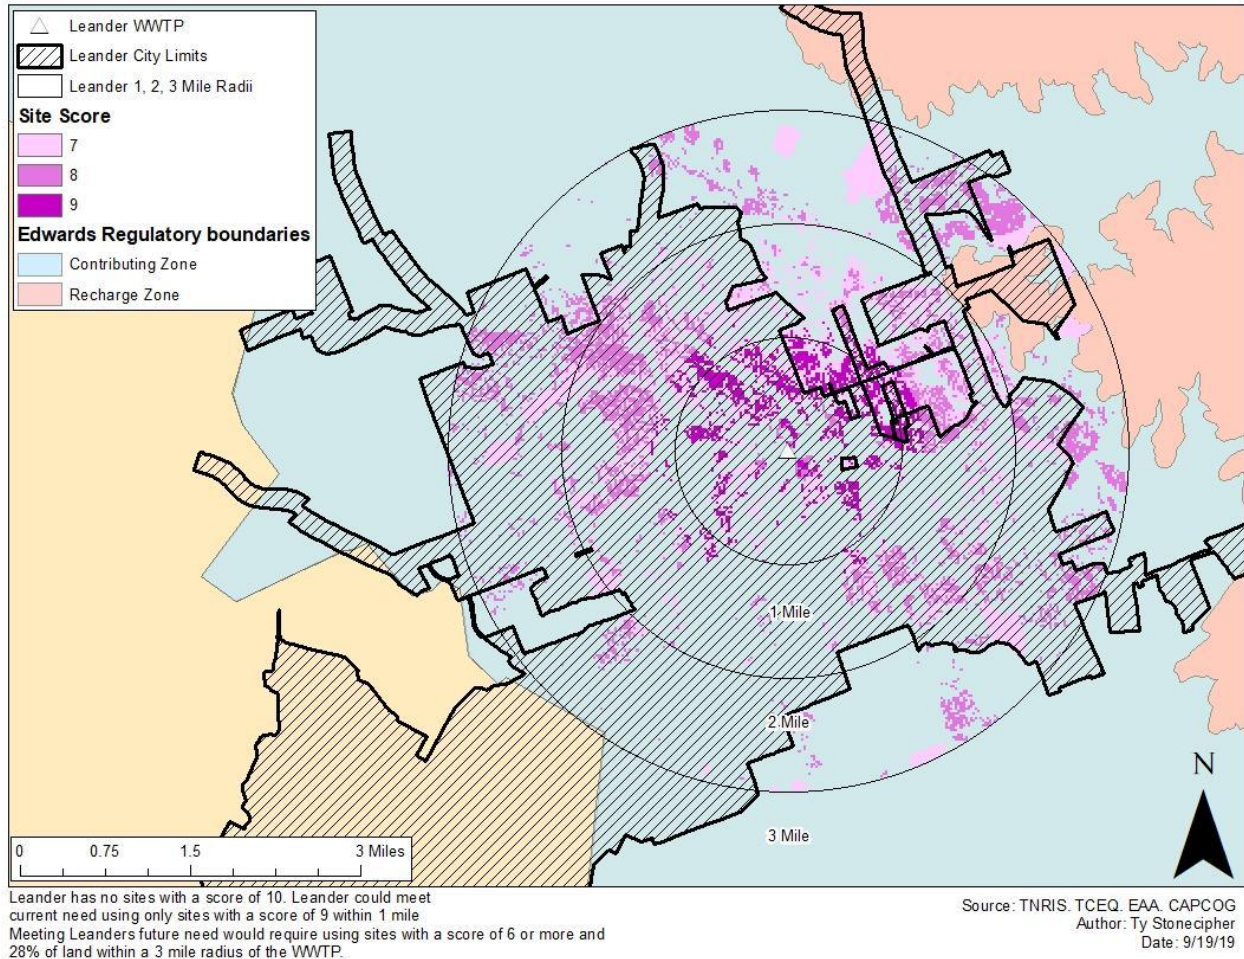 Leander WWTP
Leander City Limits
Leander 1, 2, 3 Mile Radii
Site Score
7
8
9
Edwards Regulatory boundaries
Contributing Zone
Recharge Zone
1 Mile
2 Mile
3 Mile
N
0 0.75 1.5 3 Miles
Leander has no sites with a score of 10. Leander could meet
current need using only sites with a score of 9 within 1 mile
Meeting Leanders future need would require using sites with a score of 6 or more and
28% of land within a 3 mile radius of the WWTP.
Source: TNRIS. TCEQ. EAA. CAPCOG
Author: Ty Stonecipher
Date: 9/19/19